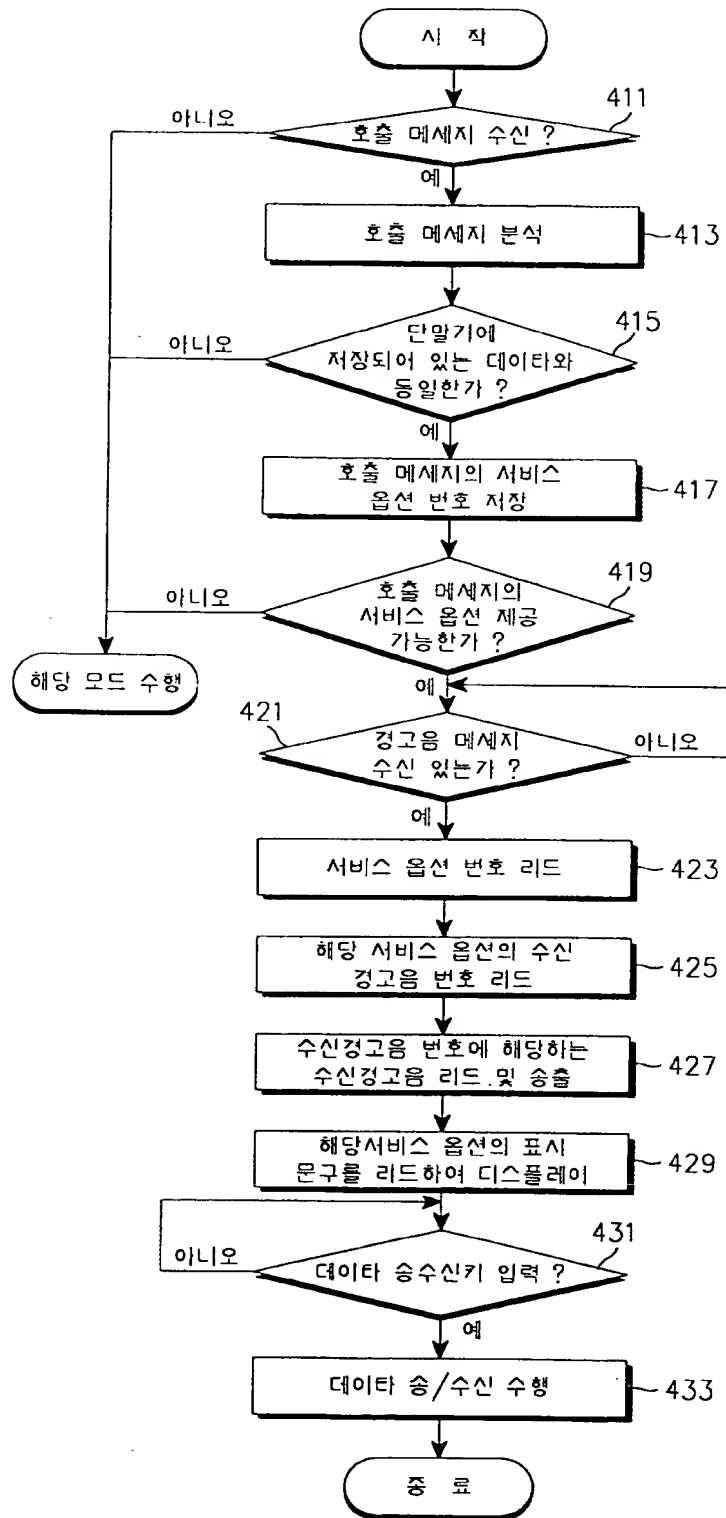 시 작
411
아니오
호출 메세지 수신 ?
예
호출 메세지 분석
413
단말기에
415
아니오
저장되어 있는 데이타와
동일한가 ?
예
호출 메세지의 서비스
옵션 번호 저장
417
호출 메세지의
419
아니오
서비스 옵션 제공
가능한가 ?
해당 모드 수행
예
421
경고음 메세지
아니오
수신 있는가 ?
예
서비스 옵션 번호 리드
423
해당 서비스 옵션의 수신
경고음 번호 리드
425
수신경고음 번호에 해당하는
수신경고음 리드 및 송출
427
해당서비스 옵션의 표시
문구를 리드하여 디스플레이
429
431
아니오
데이타 송수신키 입력 ?
예
데이타 송/수신 수행
433
종 료